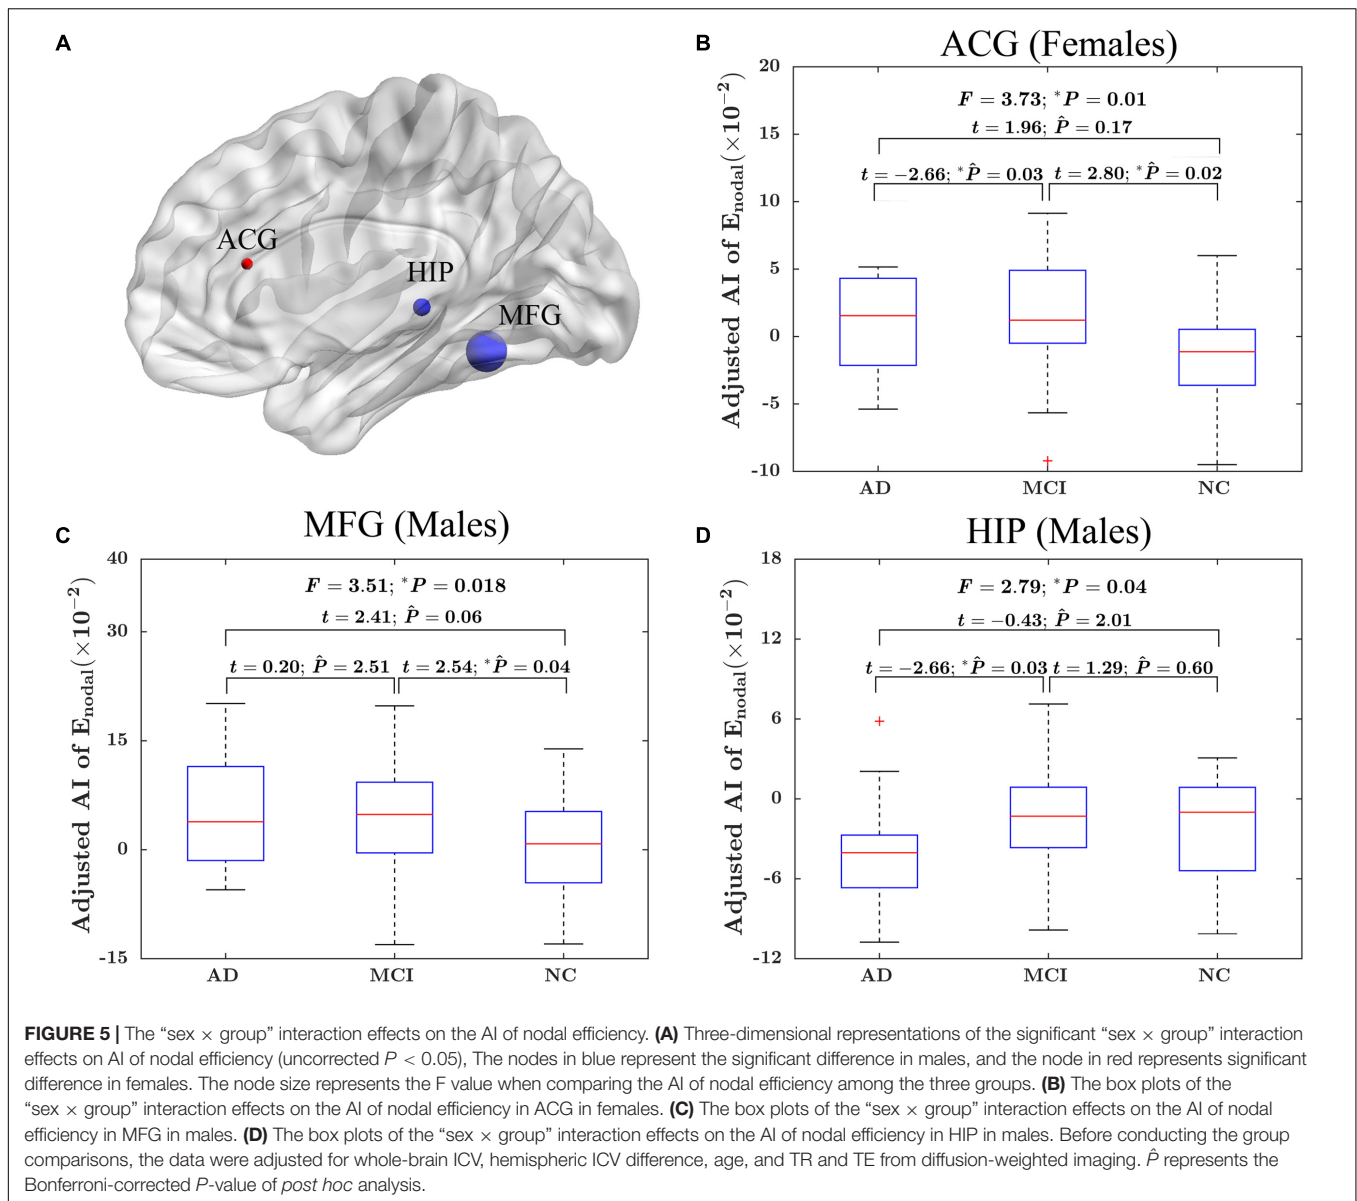 A
ACG
HIP
MFG
B
ACG (Females)
Adjusted AI of E_nodal(×10⁻²)
20
15
10
5
0
-5
-10
F = 3.73; *P = 0.01
t = 1.96; P̂ = 0.17
t = −2.66; *P̂ = 0.03
t = 2.80; *P̂ = 0.02
AD
MCI
NC
C
MFG (Males)
Adjusted AI of E_nodal(×10⁻²)
40
30
15
0
-15
F = 3.51; *P = 0.018
t = 2.41; P̂ = 0.06
t = 0.20; P̂ = 2.51
t = 2.54; *P̂ = 0.04
AD
MCI
NC
D
HIP (Males)
Adjusted AI of E_nodal(×10⁻²)
18
12
6
0
-6
-12
F = 2.79; *P = 0.04
t = −0.43; P̂ = 2.01
t = −2.66; *P̂ = 0.03
t = 1.29; P̂ = 0.60
AD
MCI
NC
FIGURE 5 | The “sex × group” interaction effects on the AI of nodal efficiency. (A) Three-dimensional representations of the significant “sex × group” interaction
effects on AI of nodal efficiency (uncorrected P < 0.05), The nodes in blue represent the significant difference in males, and the node in red represents significant
difference in females. The node size represents the F value when comparing the AI of nodal efficiency among the three groups. (B) The box plots of the
“sex × group” interaction effects on the AI of nodal efficiency in ACG in females. (C) The box plots of the “sex × group” interaction effects on the AI of nodal
efficiency in MFG in males. (D) The box plots of the “sex × group” interaction effects on the AI of nodal efficiency in HIP in males. Before conducting the group
comparisons, the data were adjusted for whole-brain ICV, hemispheric ICV difference, age, and TR and TE from diffusion-weighted imaging. P̂ represents the
Bonferroni-corrected P-value of post hoc analysis.